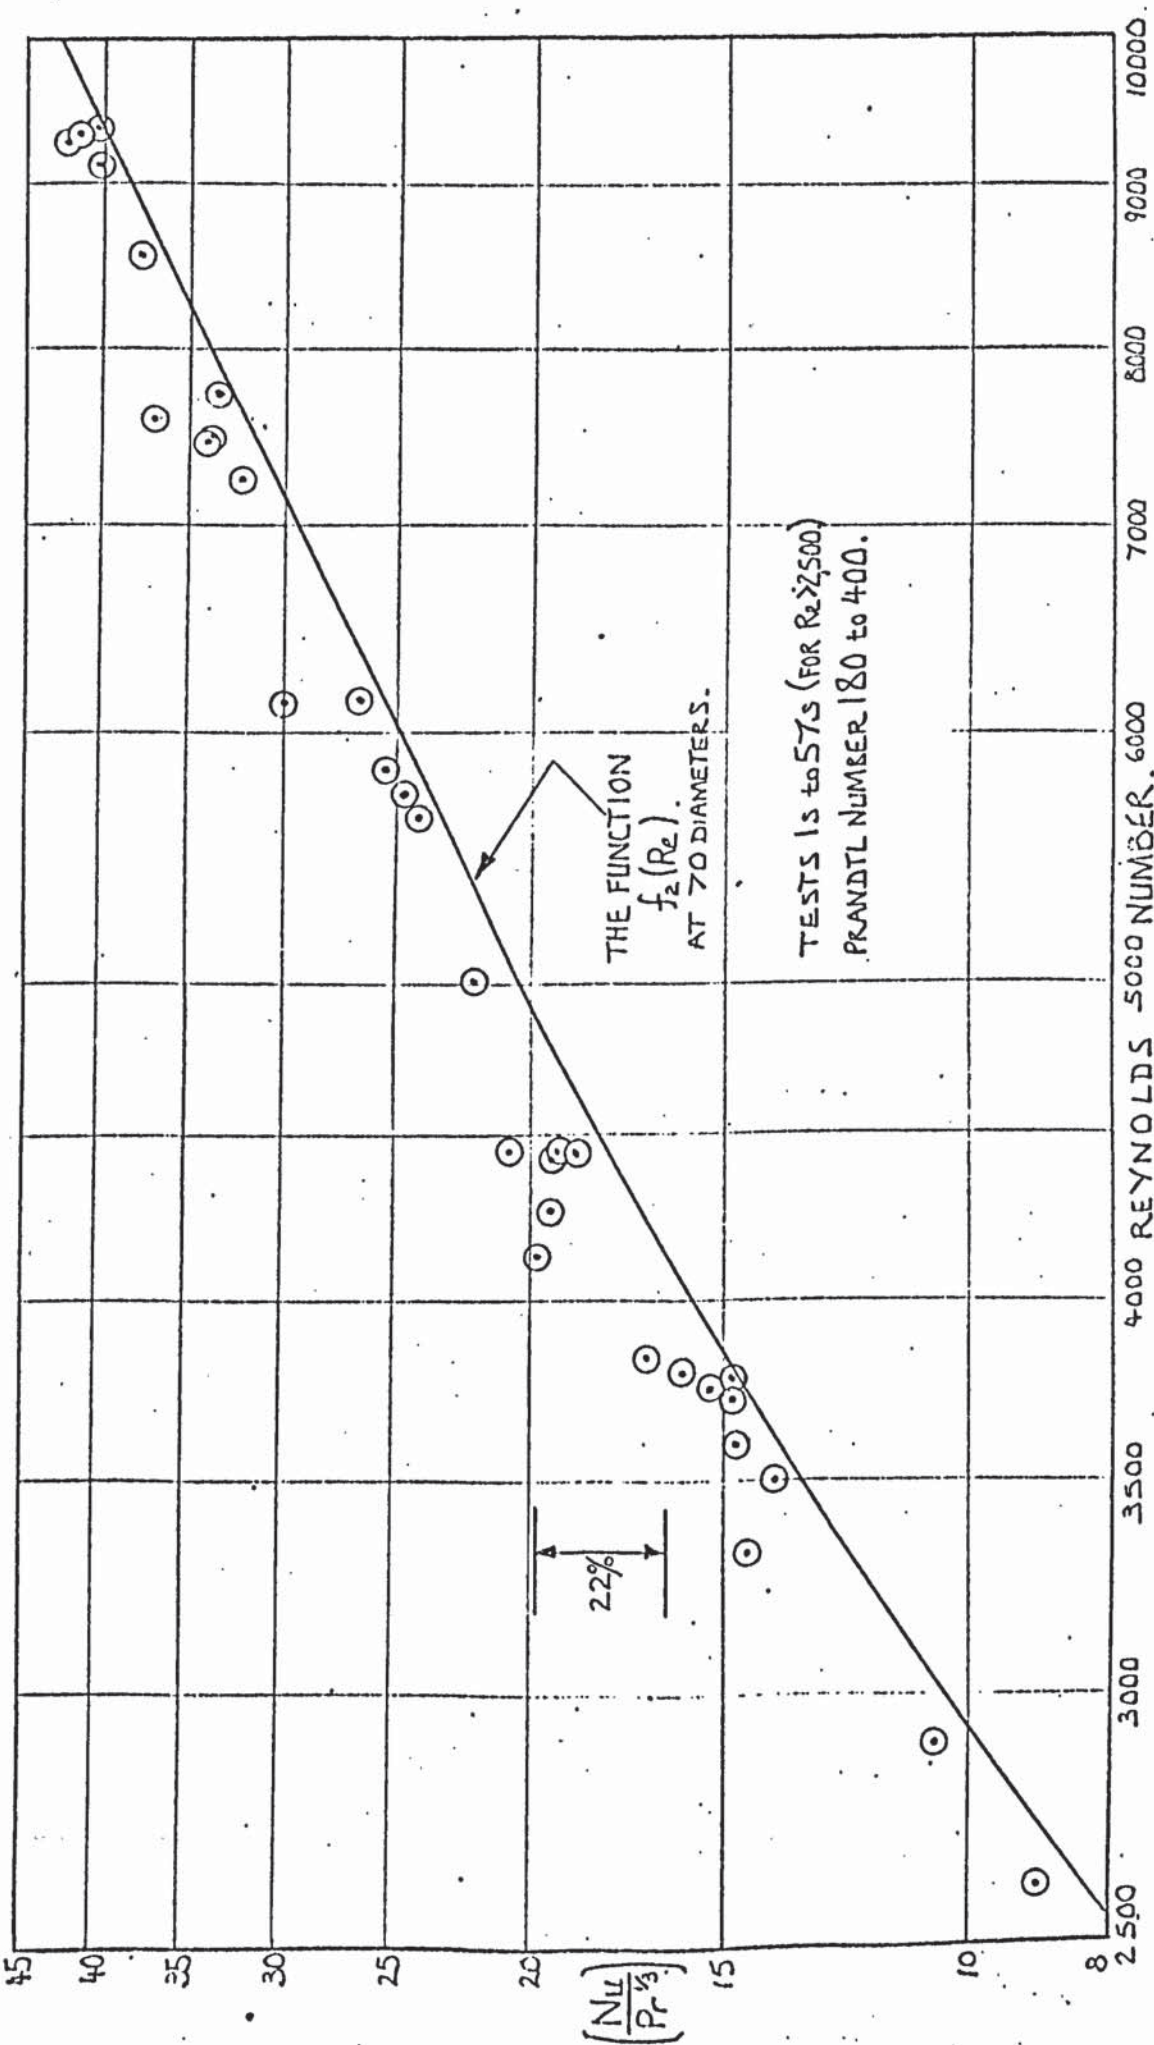 45
40
35
30
25
20
15
10
8
(Nu
Pr⅓)
22%
THE FUNCTION
f₂(Re).
AT 70 DIAMETERS.
TESTS 1s to 57s (FOR Re>2,500)
PRANDTL NUMBER 180 to 400.
2500 3000 3500 4000 REYNOLDS 5000 NUMBER. 6000 7000 8000 9000 10000.